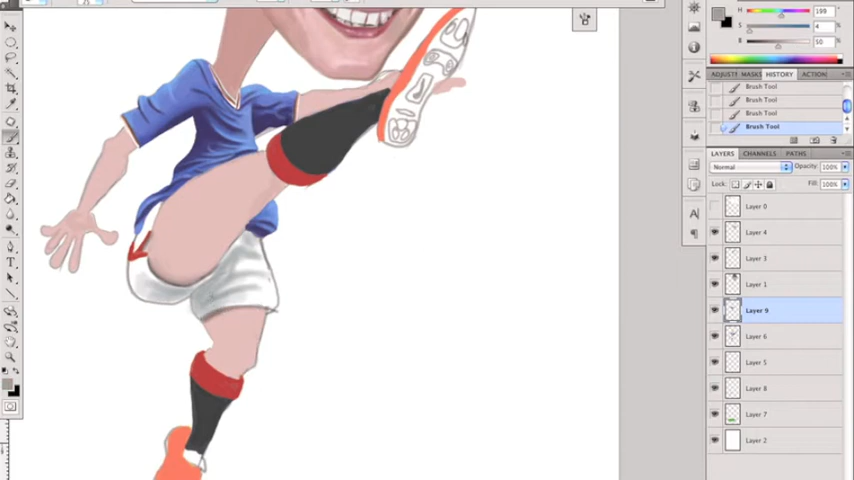 H 199
S 4
B 50
ADJUSTM MASKS HISTORY ACTION
Brush Tool
Brush Tool
Brush Tool
Brush Tool
LAYERS CHANNELS PATHS
Normal Opacity: 100%
Lock: Fill: 100%
Layer 0
Layer 4
Layer 3
Layer 1
Layer 9
Layer 6
Layer 5
Layer 8
Layer 7
Layer 2